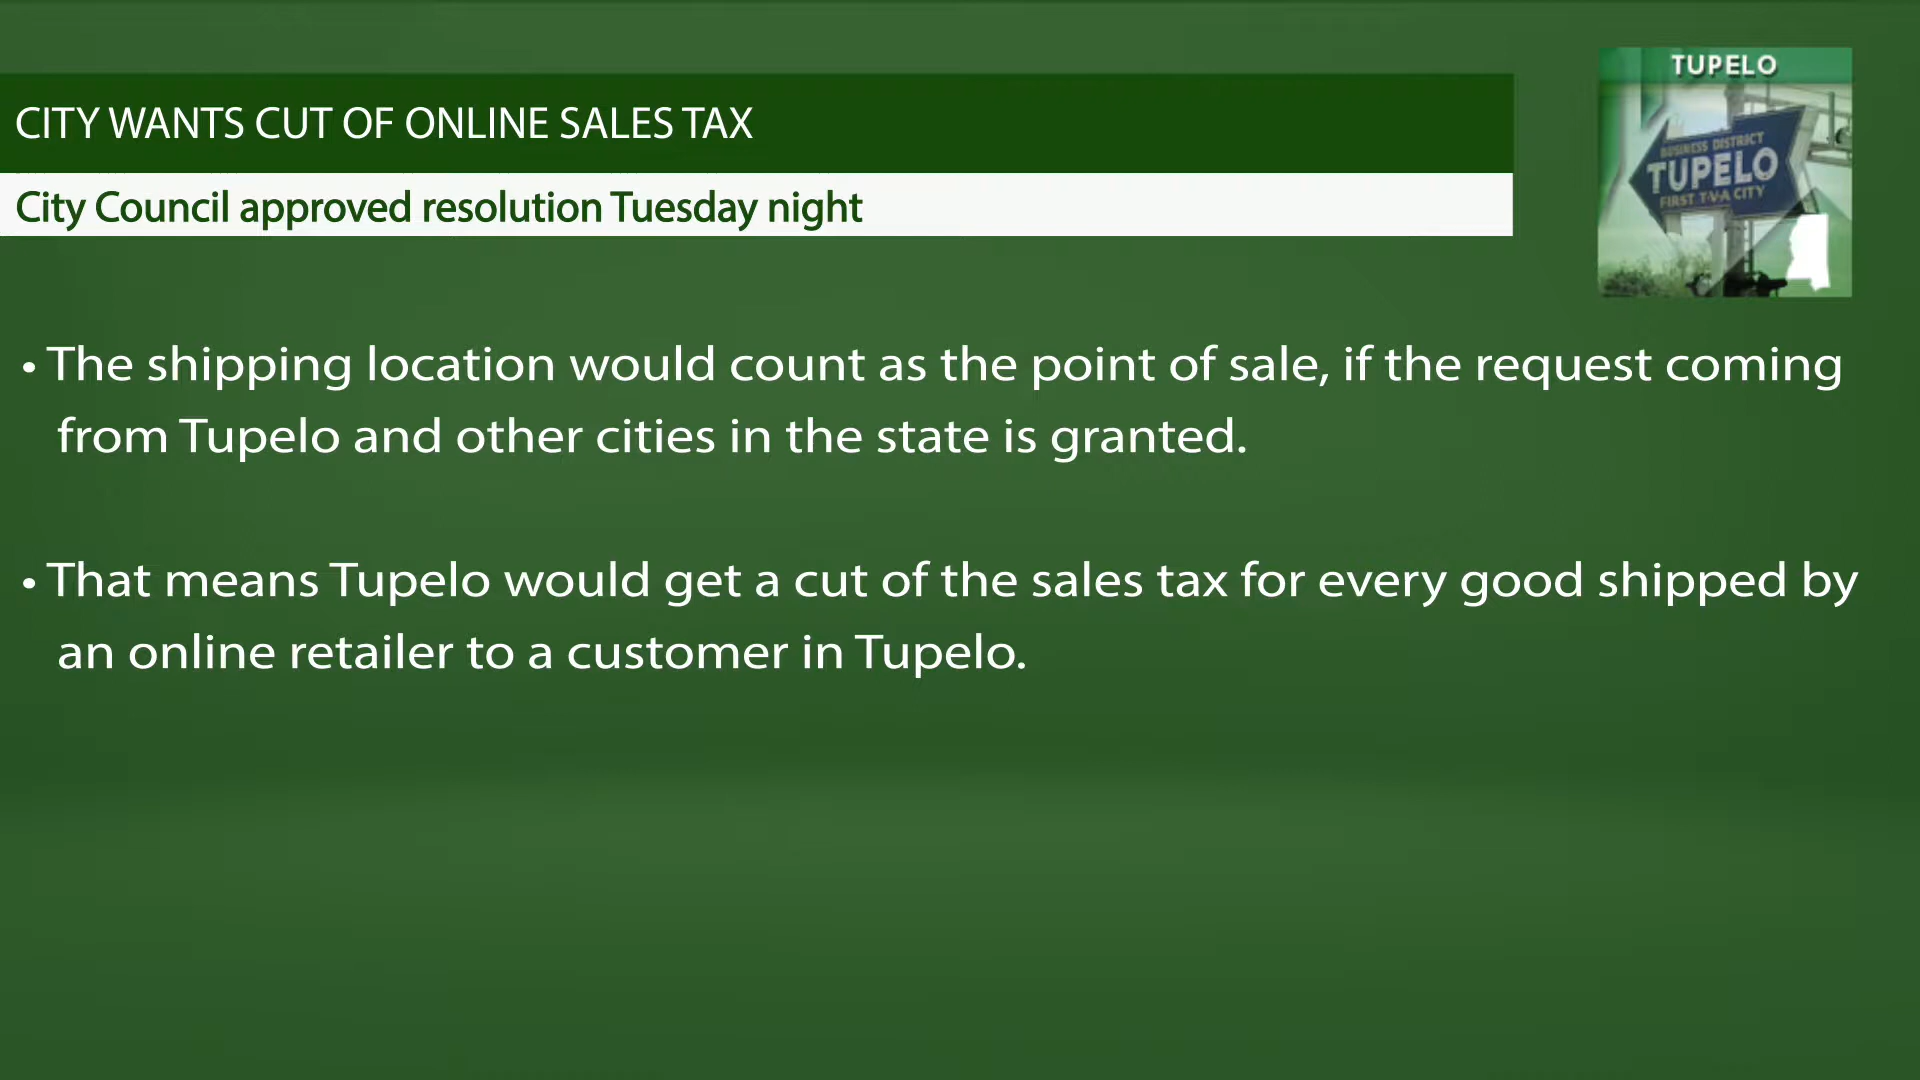 TUPELO
CITY WANTS CUT OF ONLINE SALES TAX
City Council approved resolution Tuesday night
BUSINESS DISTRICT
TUPELO
FIRST TVA CITY
• The shipping location would count as the point of sale, if the request coming
from Tupelo and other cities in the state is granted.
• That means Tupelo would get a cut of the sales tax for every good shipped by
an online retailer to a customer in Tupelo.